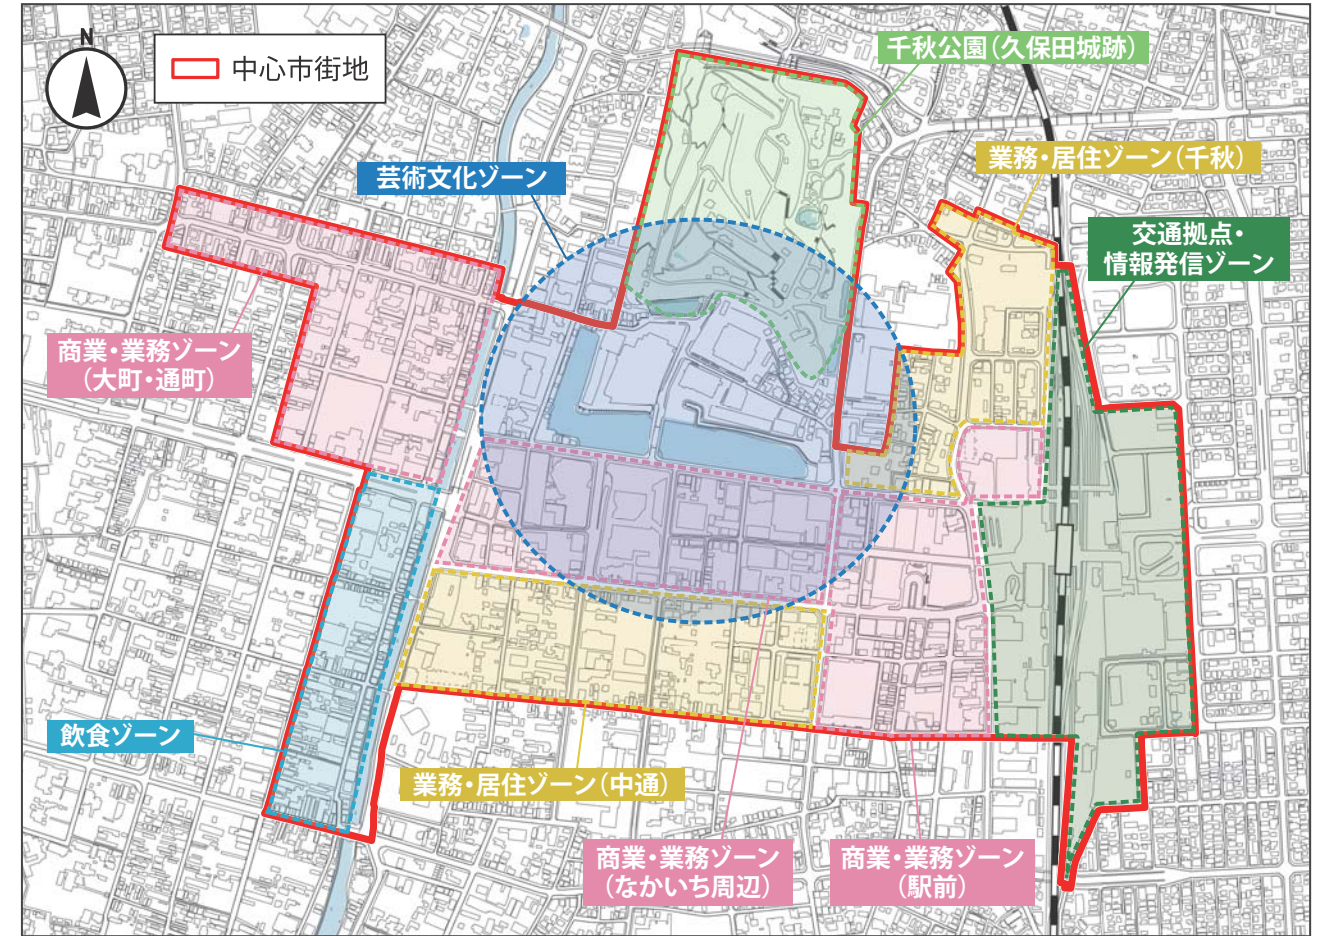 N
中心市街地
千秋公園(久保田城跡)
業務・居住ゾーン(千秋)
芸術文化ゾーン
交通拠点・
情報発信ゾーン
商業・業務ゾーン
(大町・通町)
飲食ゾーン
業務・居住ゾーン(中通)
商業・業務ゾーン
(なかいち周辺)
商業・業務ゾーン
(駅前)